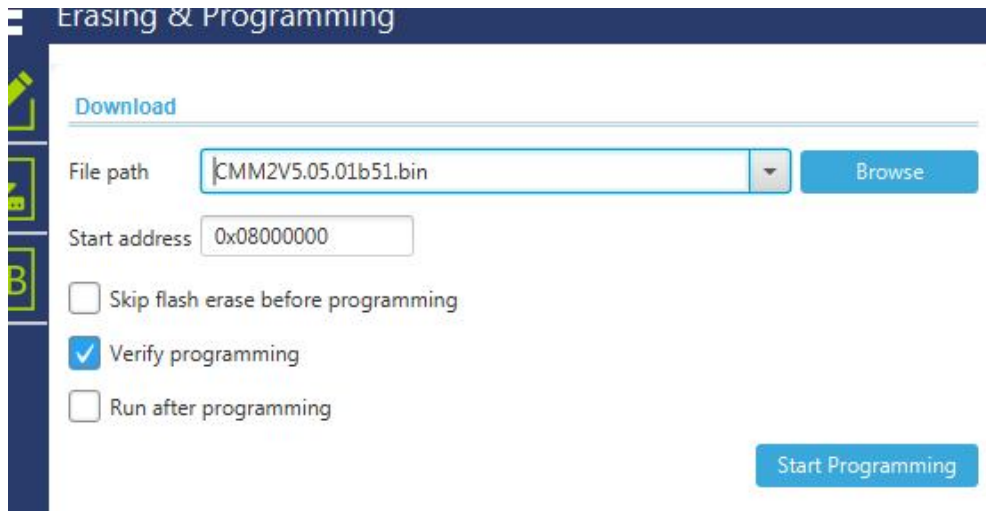 Erasing & Programming
Download
File path CMM2V5.05.01b51.bin Browse
Start address 0x08000000
Skip flash erase before programming
Verify programming
Run after programming
Start Programming
B